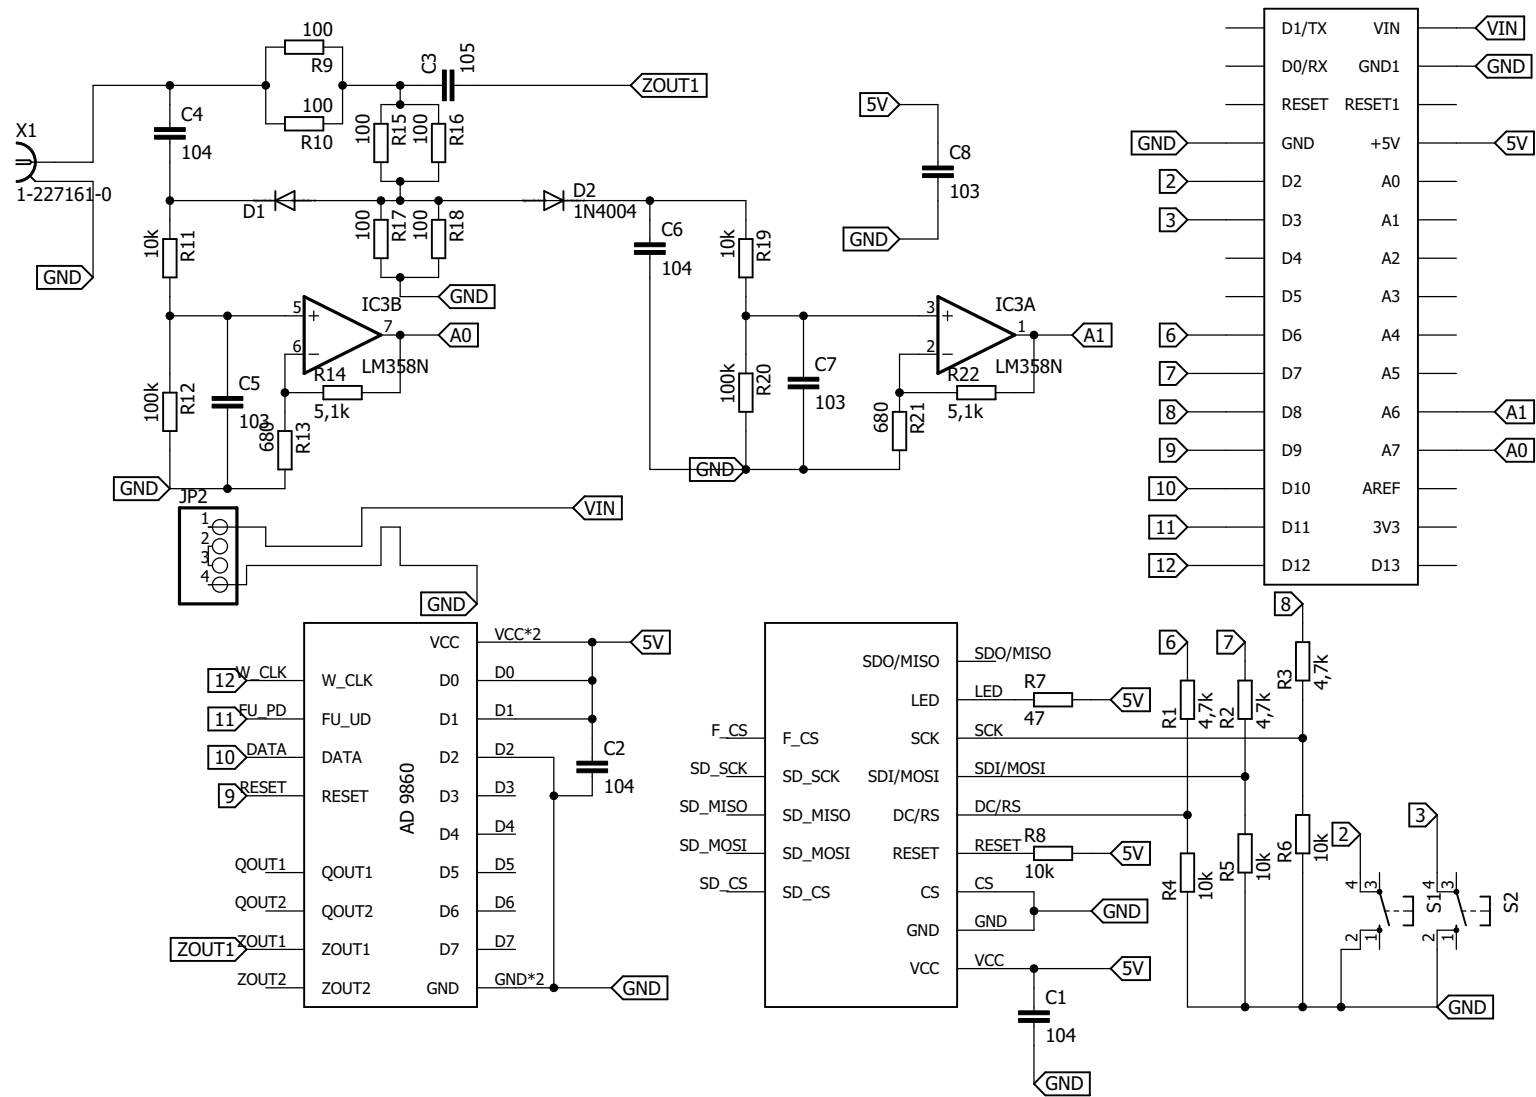 100
R9
100
R10
C3
105
ZOUT1
C4
104
X1
1-227161-0
GND
100
R15
100
R16
D1
D2
1N4004
100
R17
100
R18
GND
10k
R11
100k
R12
C5
103
680
R13
5
6
7
+
−
IC3B
LM358N
A0
R14
5,1k
GND
C6
104
10k
R19
100k
R20
C7
103
680
R21
3
2
1
+
−
IC3A
LM358N
A1
R22
5,1k
GND
5V
C8
103
GND
D1/TX VIN VIN
D0/RX GND1 GND
RESET RESET1
GND GND +5V 5V
2 D2 A0
3 D3 A1
D4 A2
D5 A3
6 D6 A4
7 D7 A5
8 D8 A6 A1
9 D9 A7 A0
10 D10 AREF
11 D11 3V3
12 D12 D13
JP2
1
2
3
4
VIN
GND
VCC VCC*2 5V
12 W_CLK W_CLK D0 D0
11 FU_PD FU_UD D1 D1
10 DATA DATA D2 D2
9 RESET RESET D3 D3
D4 D4
QOUT1 QOUT1 D5 D5
QOUT2 QOUT2 D6 D6
ZOUT1 ZOUT1 ZOUT1 D7 D7
ZOUT2 ZOUT2 GND GND*2 GND
AD 9860
C2
104
SDO/MISO SDO/MISO
LED LED R7 47 5V
F_CS F_CS SCK SCK
SD_SCK SD_SCK SDI/MOSI SDI/MOSI
SD_MISO SD_MISO DC/RS DC/RS
SD_MOSI SD_MOSI RESET RESET R8 10k 5V
SD_CS SD_CS CS CS
GND GND GND
VCC VCC 5V
C1
104
GND
6
7
8
R1
4,7k
R2
4,7k
R3
4,7k
R4
10k
R5
10k
R6
10k
2
3
4
3
2
1
S1
4
3
2
1
S2
GND